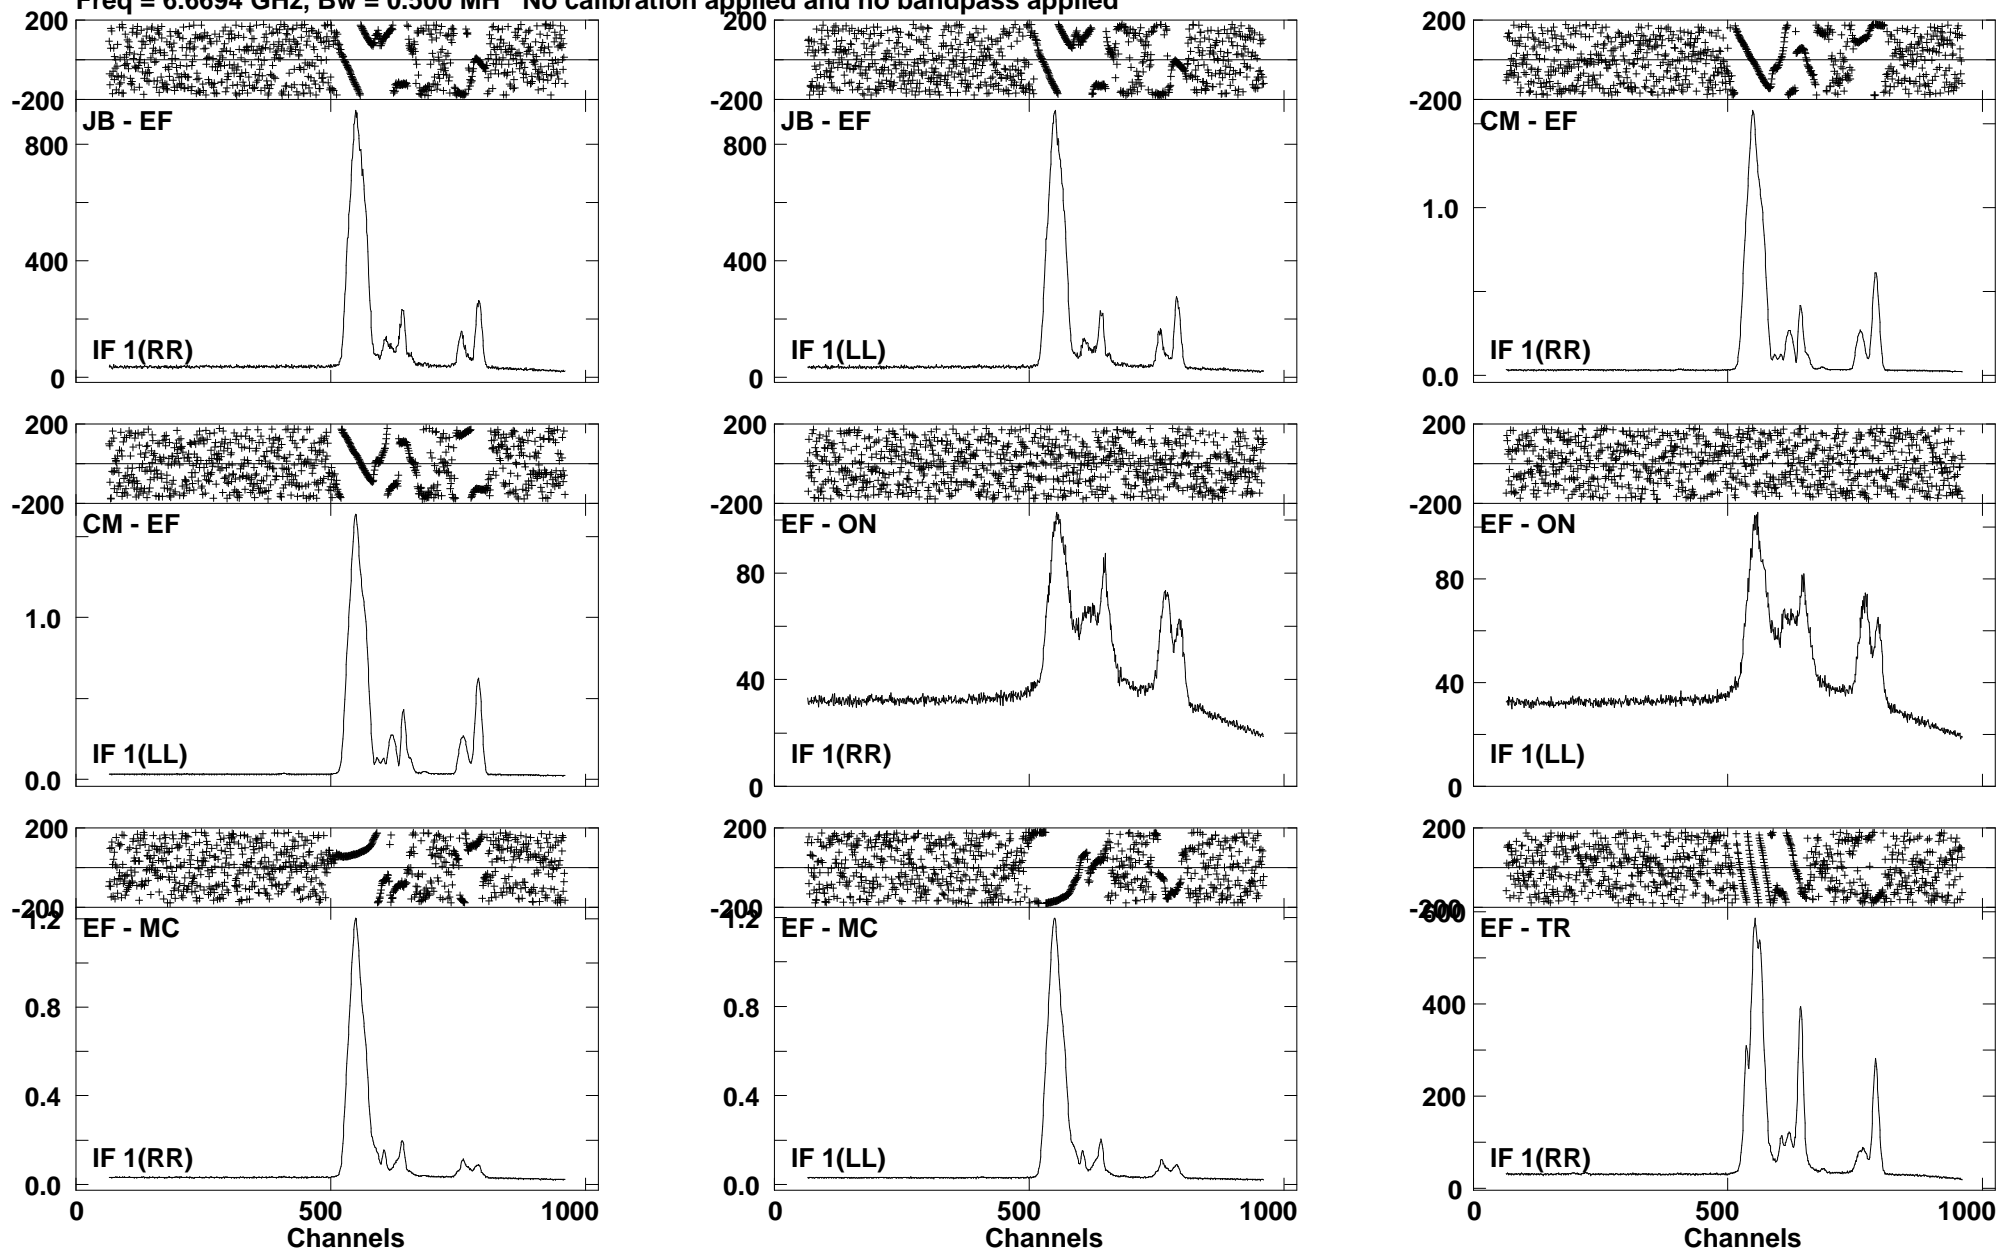 Freq = 6.6694 GHz, Bw = 0.500 MH No calibration applied and no bandpass applied
200 200 200
-200 -200 -200
JB - EF JB - EF CM - EF
800 800 1.0
400 400
IF 1(RR) IF 1(LL) IF 1(RR)
0 0 0.0
200 200 200
-200 -200 -200
CM - EF EF - ON EF - ON
1.0 80 80
40 40
IF 1(LL) IF 1(RR) IF 1(LL)
0.0 0 0
200 200 200
-200 -200 -200
1.2 1.2 600
EF - MC EF - MC EF - TR
0.8 0.8 400
0.4 0.4 200
IF 1(RR) IF 1(LL) IF 1(RR)
0.0 0.0 0
0 500 1000 500 1000 0 500 1000
Channels Channels Channels